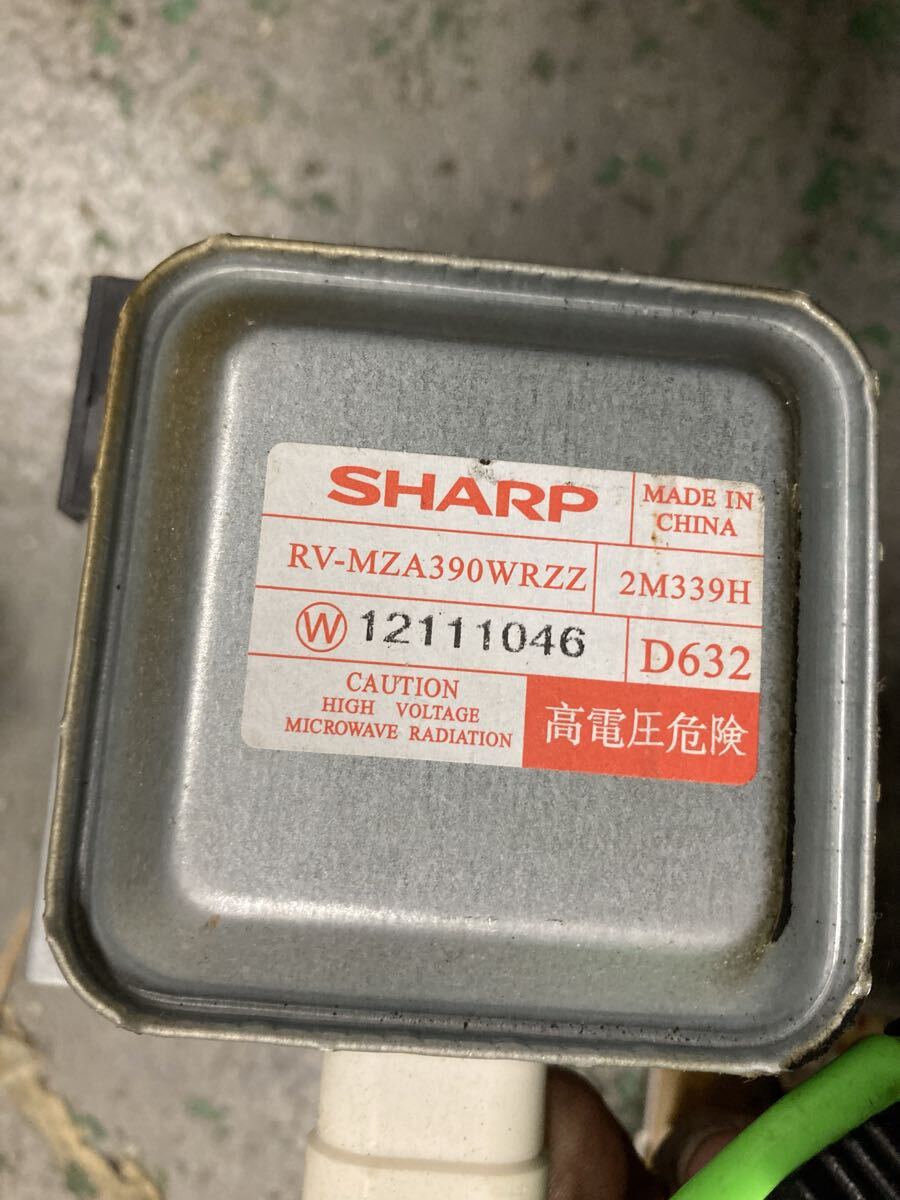 SHARP
MADE IN
CHINA
RV-MZA390WRZZ
2M339H
Ⓦ 12111046
D632
CAUTION
HIGH VOLTAGE
MICROWAVE RADIATION
高電圧危険